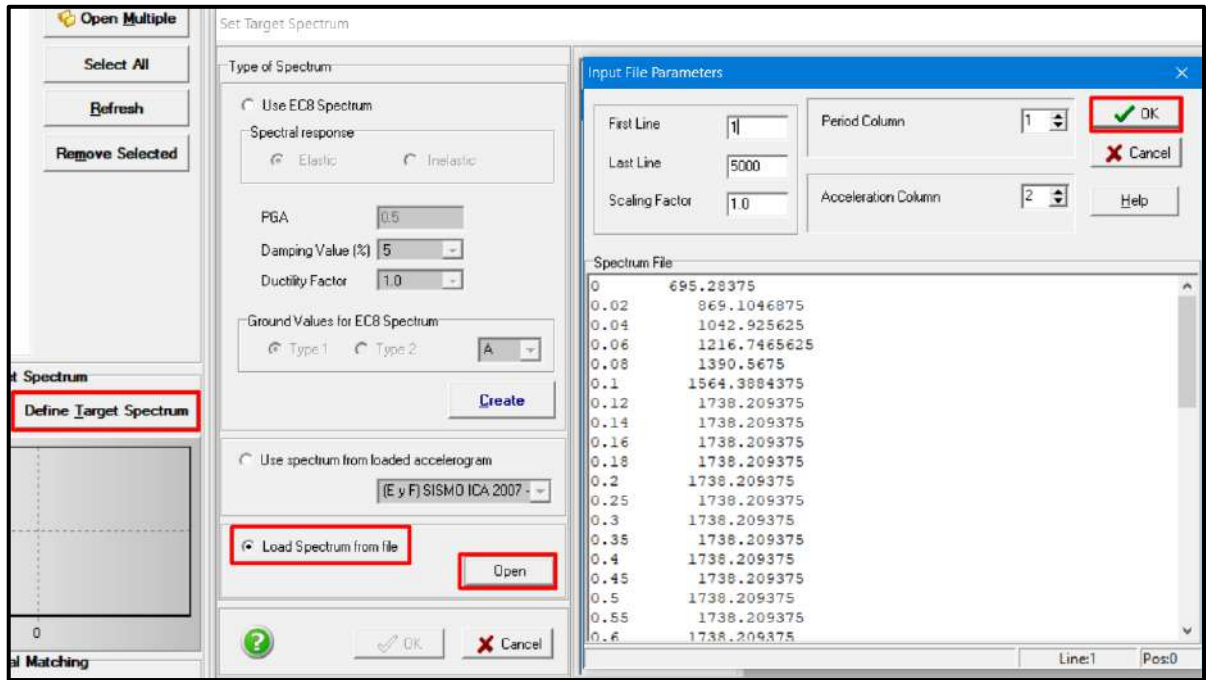 Open Multiple
Select All
Refresh
Remove Selected
t Spectrum
Define Target Spectrum
0
al Matching
Set Target Spectrum
Type of Spectrum
Use EC8 Spectrum
Spectral response
Elastic Inelastic
PGA 0.5
Damping Value (%) 5
Ductility Factor 1.0
Ground Values for EC8 Spectrum
Type 1 Type 2 A
Create
Use spectrum from loaded accelerogram
(E y F) SISMO ICA 2007 -
Load Spectrum from file
Open
OK Cancel
Input File Parameters
First Line 1
Last Line 5000
Scaling Factor 1.0
Period Column 1
Acceleration Column 2
OK
Cancel
Help
Spectrum File
0 695.28375
0.02 869.1046875
0.04 1042.925625
0.06 1216.7465625
0.08 1390.5675
0.1 1564.3884375
0.12 1738.209375
0.14 1738.209375
0.16 1738.209375
0.18 1738.209375
0.2 1738.209375
0.25 1738.209375
0.3 1738.209375
0.35 1738.209375
0.4 1738.209375
0.45 1738.209375
0.5 1738.209375
0.55 1738.209375
0.6 1738.209375
Line:1 Pos:0